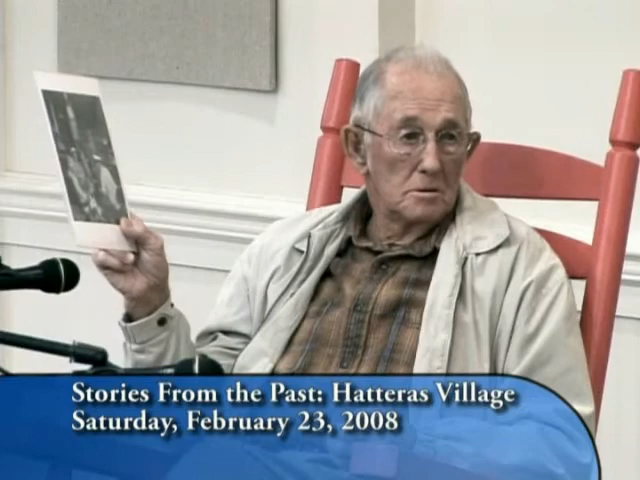 Stories From the Past: Hatteras Village
Saturday, February 23, 2008